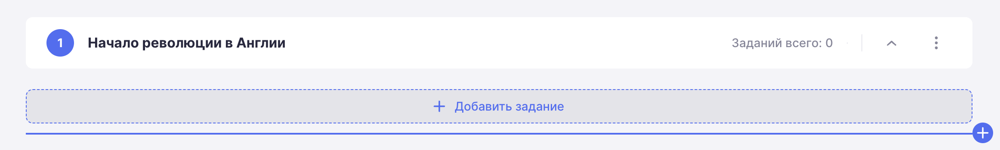 1 Начало революции в Англии Заданий всего: 0
Добавить задание